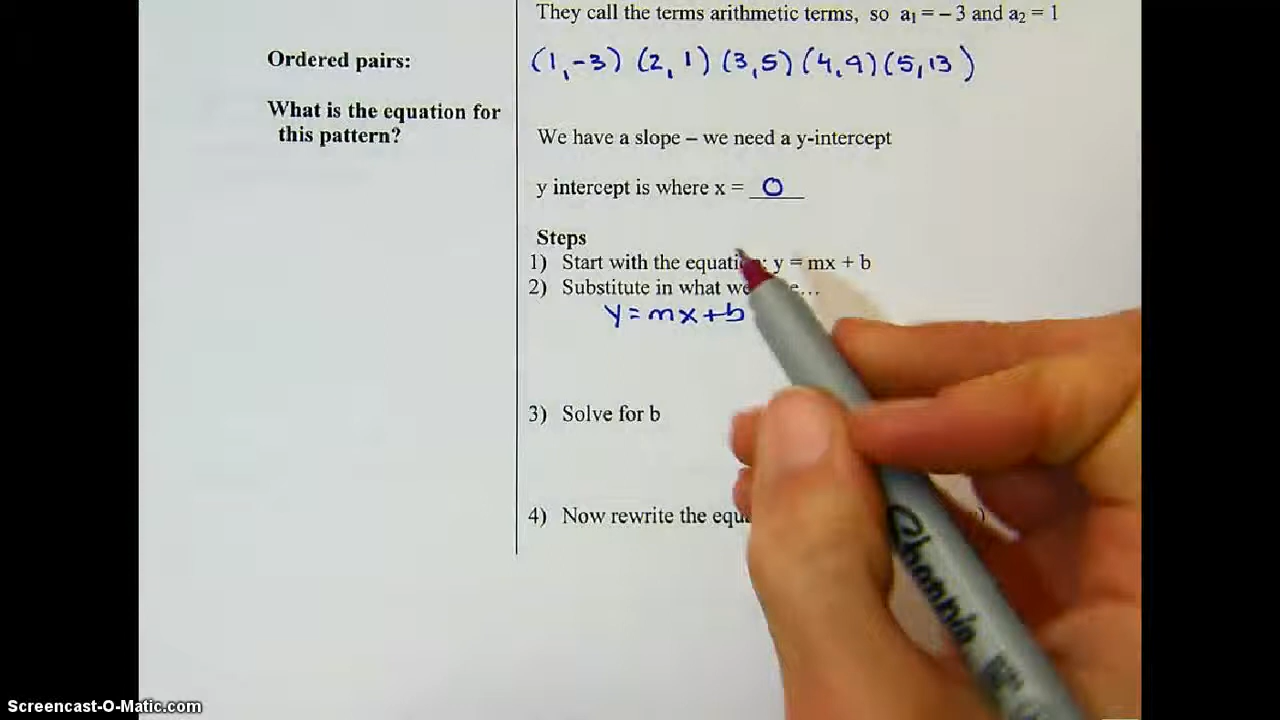 They call the terms arithmetic terms, so a₁ = – 3 and a₂ = 1
Ordered pairs:
(1,-3) (2, 1) (3,5) (4,9) (5,13)
What is the equation for
this pattern?
We have a slope – we need a y-intercept
y intercept is where x = 0
Steps
1) Start with the equation: y = mx + b
2) Substitute in what we
y = mx + b
3) Solve for b
4) Now rewrite the
Sharpie
Screencast-O-Matic.com